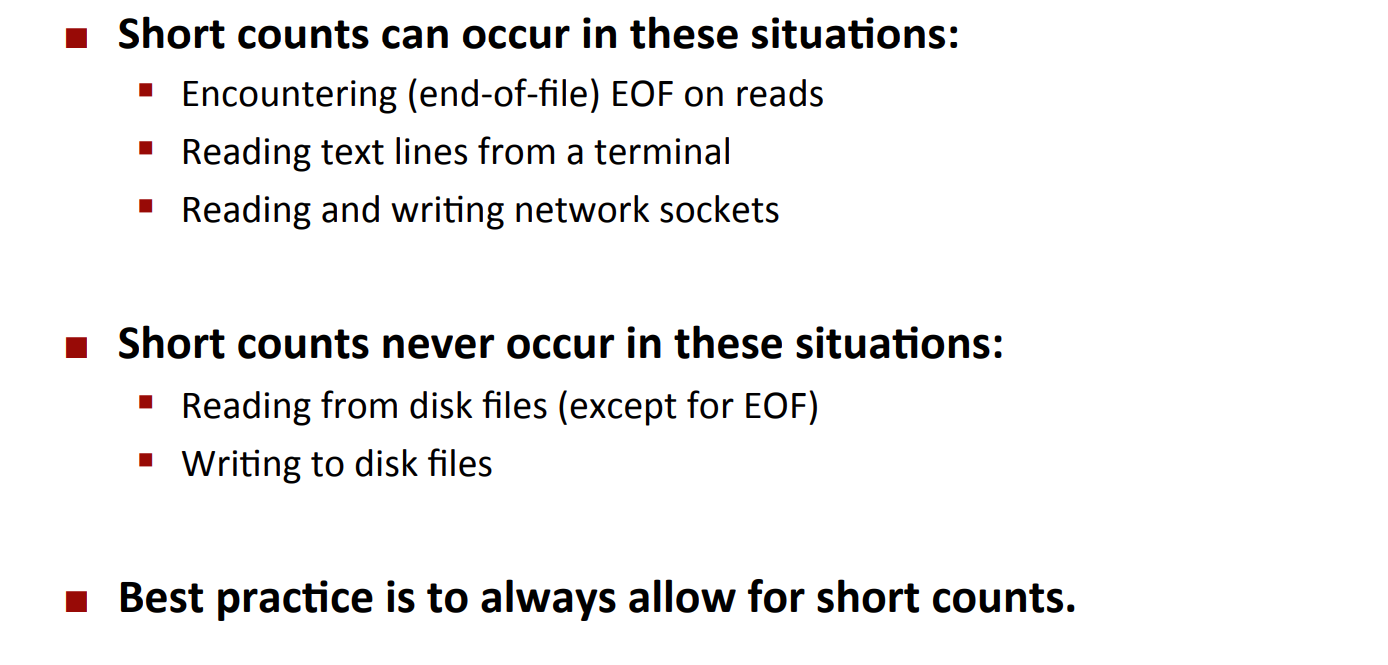 Short counts can occur in these situations:
Encountering (end-of-file) EOF on reads
Reading text lines from a terminal
Reading and writing network sockets
Short counts never occur in these situations:
Reading from disk files (except for EOF)
Writing to disk files
Best practice is to always allow for short counts.